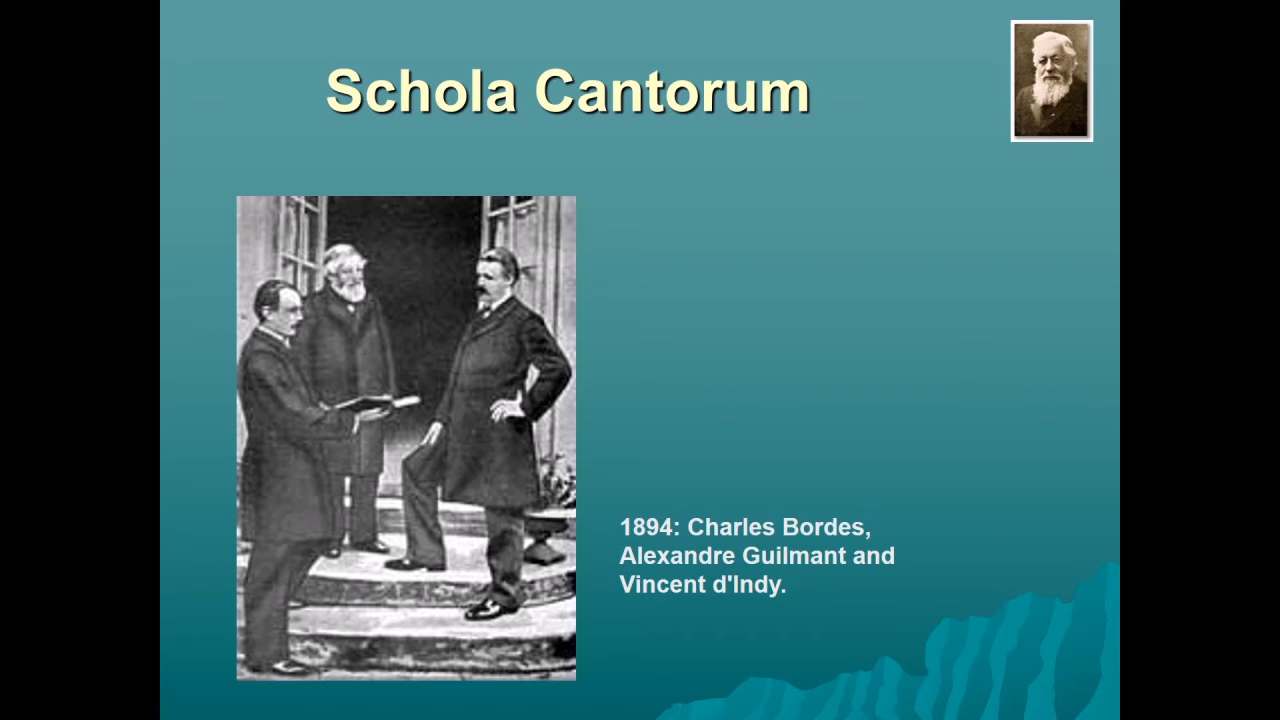 Schola Cantorum
1894: Charles Bordes,
Alexandre Guilmant and
Vincent d'Indy.